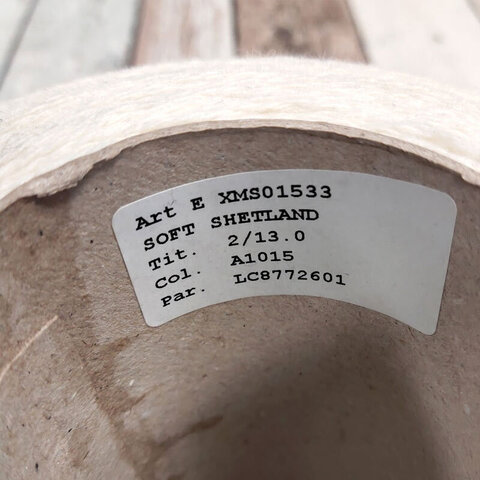 Art E XMS01533
SOFT SHETLAND
Tit. 2/13.0
Col. A1015
Par. LC8772601